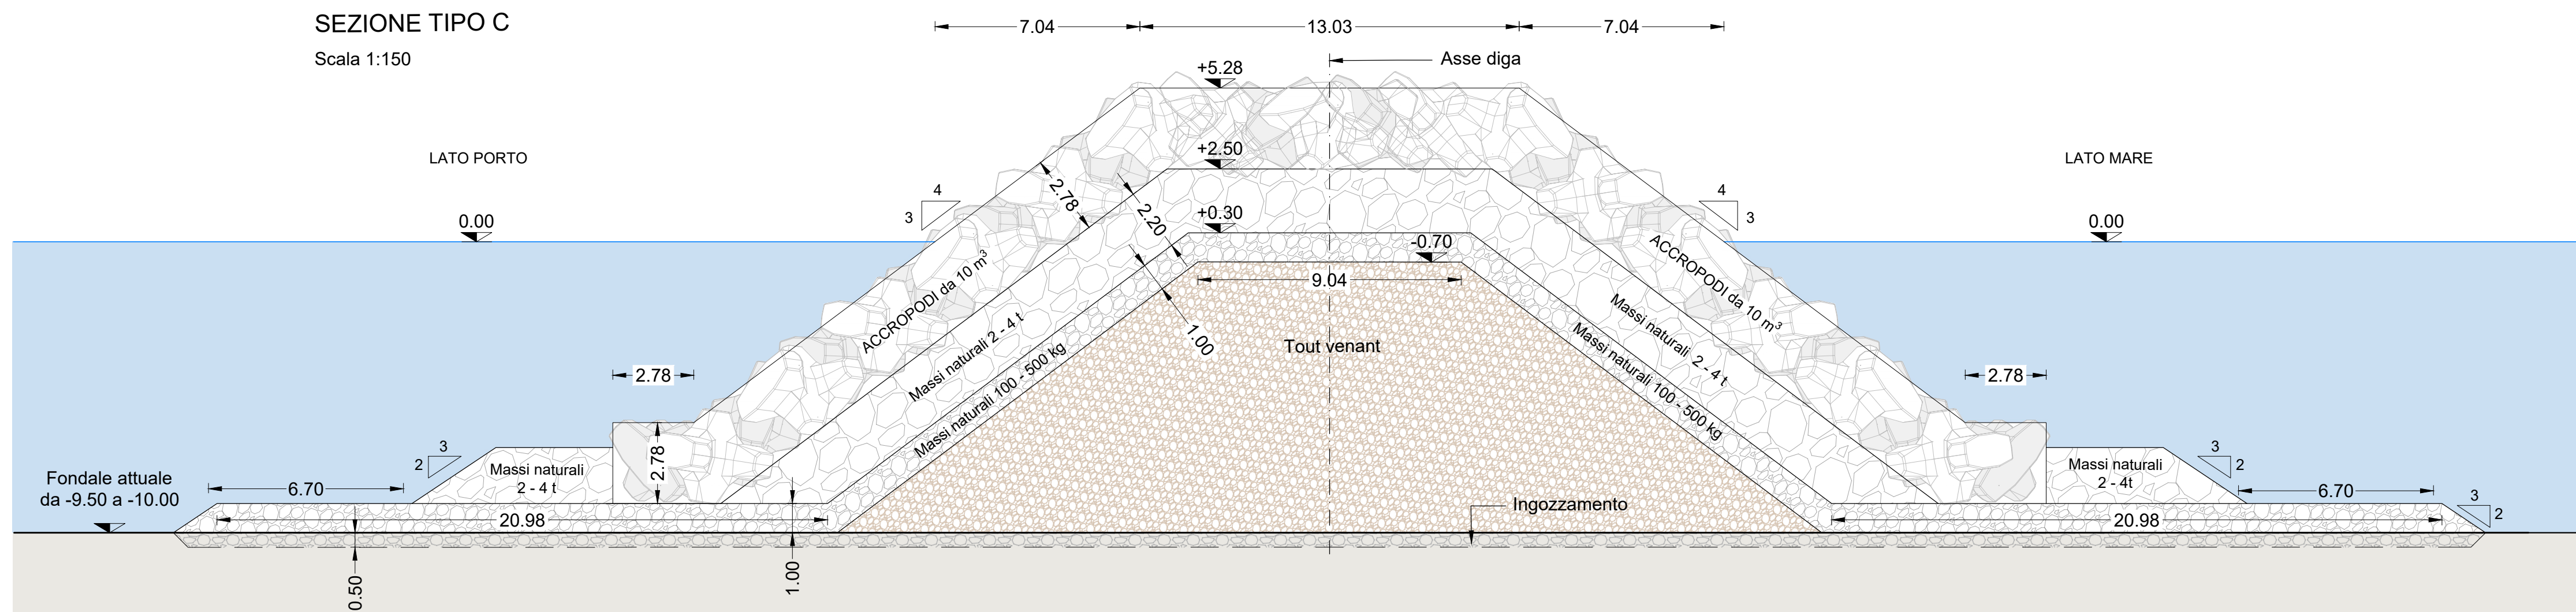 SEZIONE TIPO C
Scala 1:150
7.04
13.03
7.04
Asse diga
+5.28
LATO PORTO
LATO MARE
+2.50
4
3
2.78
2.20
4
3
0.00
+0.30
0.00
-0.70
9.04
ACCROPODI da 10 m³
Massi naturali 2 - 4 t
Massi naturali 100 - 500 kg
1.00
Tout venant
ACCROPODI da 10 m³
Massi naturali 2 - 4 t
Massi naturali 100 - 500 kg
2.78
2.78
2.78
3
2
Massi naturali
2 - 4 t
Massi naturali
2 - 4t
3
2
Fondale attuale
da -9.50 a -10.00
6.70
6.70
3
2
Ingozzamento
20.98
20.98
0.50
1.00